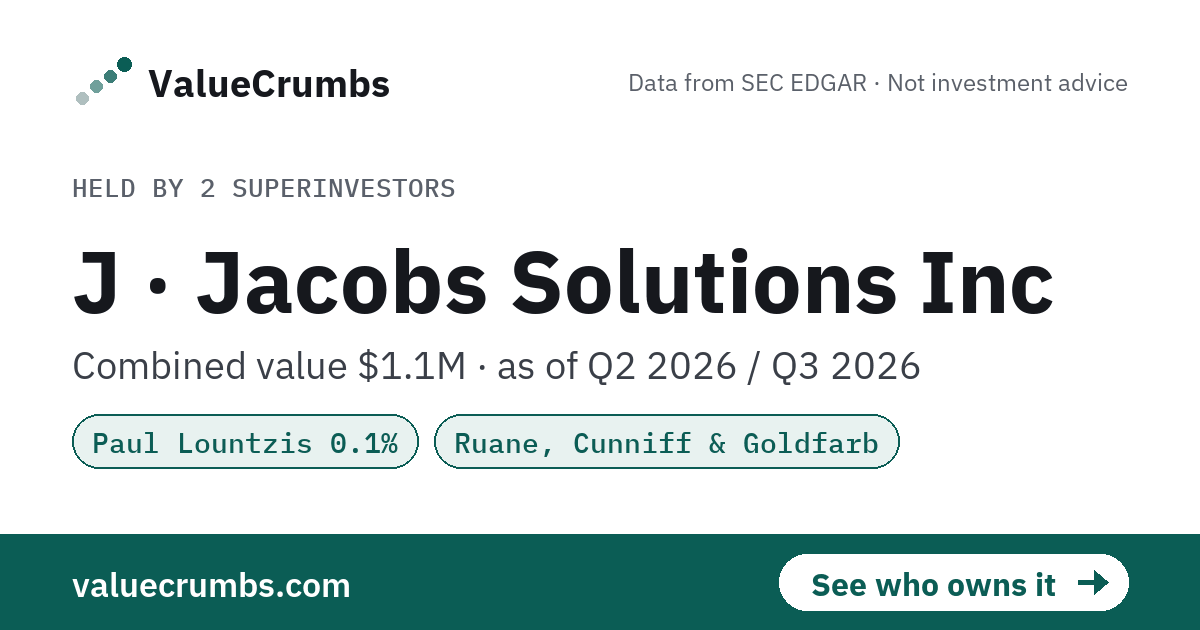 ValueCrumbs
Data from SEC EDGAR · Not investment advice
HELD BY 2 SUPERINVESTORS
J · Jacobs Solutions Inc
Combined value $1.1M · as of Q2 2026 / Q3 2026
Paul Lountzis 0.1%
Ruane, Cunniff & Goldfarb
valuecrumbs.com
See who owns it →